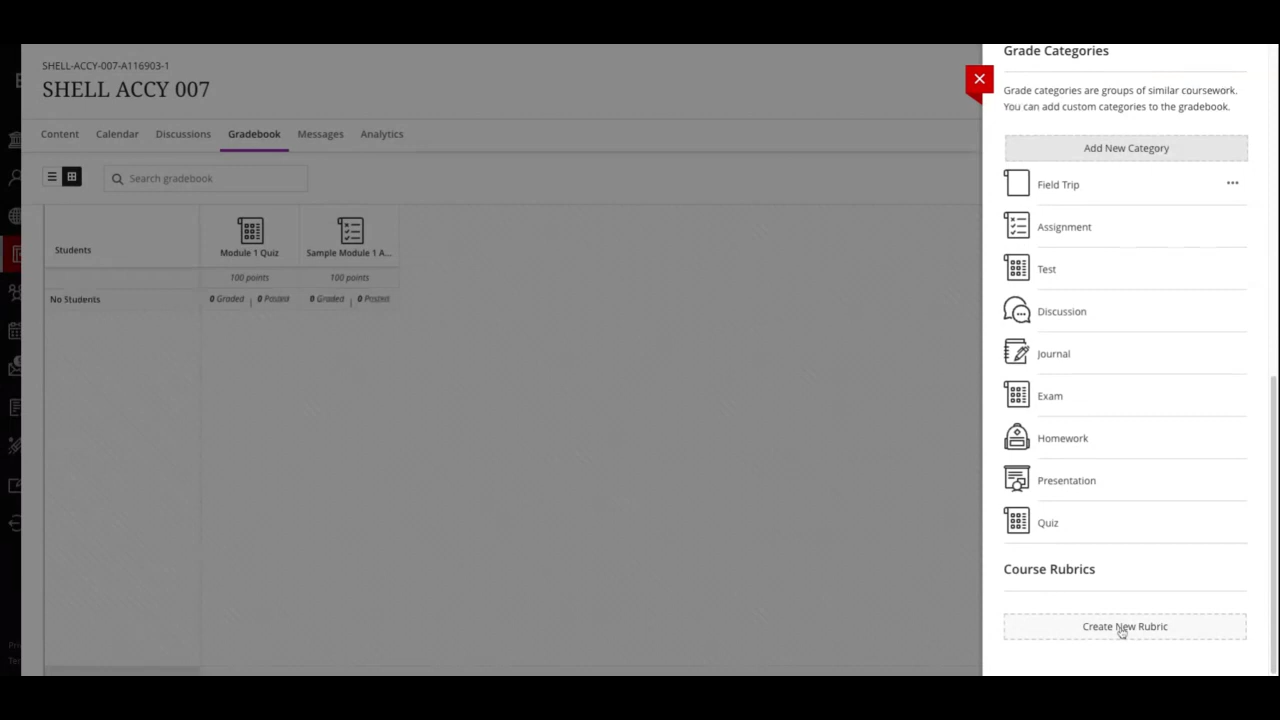 SHELL-ACCY-007-A116903-1
SHELL ACCY 007
Content Calendar Discussions Gradebook Messages Analytics
Search gradebook
Students
Module 1 Quiz
Sample Module 1 A...
100 points
100 points
No Students
0 Graded | 0 Posted
0 Graded | 0 Posted
Grade Categories
Grade categories are groups of similar coursework.
You can add custom categories to the gradebook.
Add New Category
Field Trip
Assignment
Test
Discussion
Journal
Exam
Homework
Presentation
Quiz
Course Rubrics
Create New Rubric